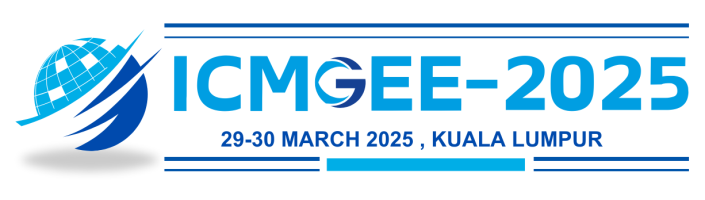 ICMGEE-2025
29-30 MARCH 2025 , KUALA LUMPUR